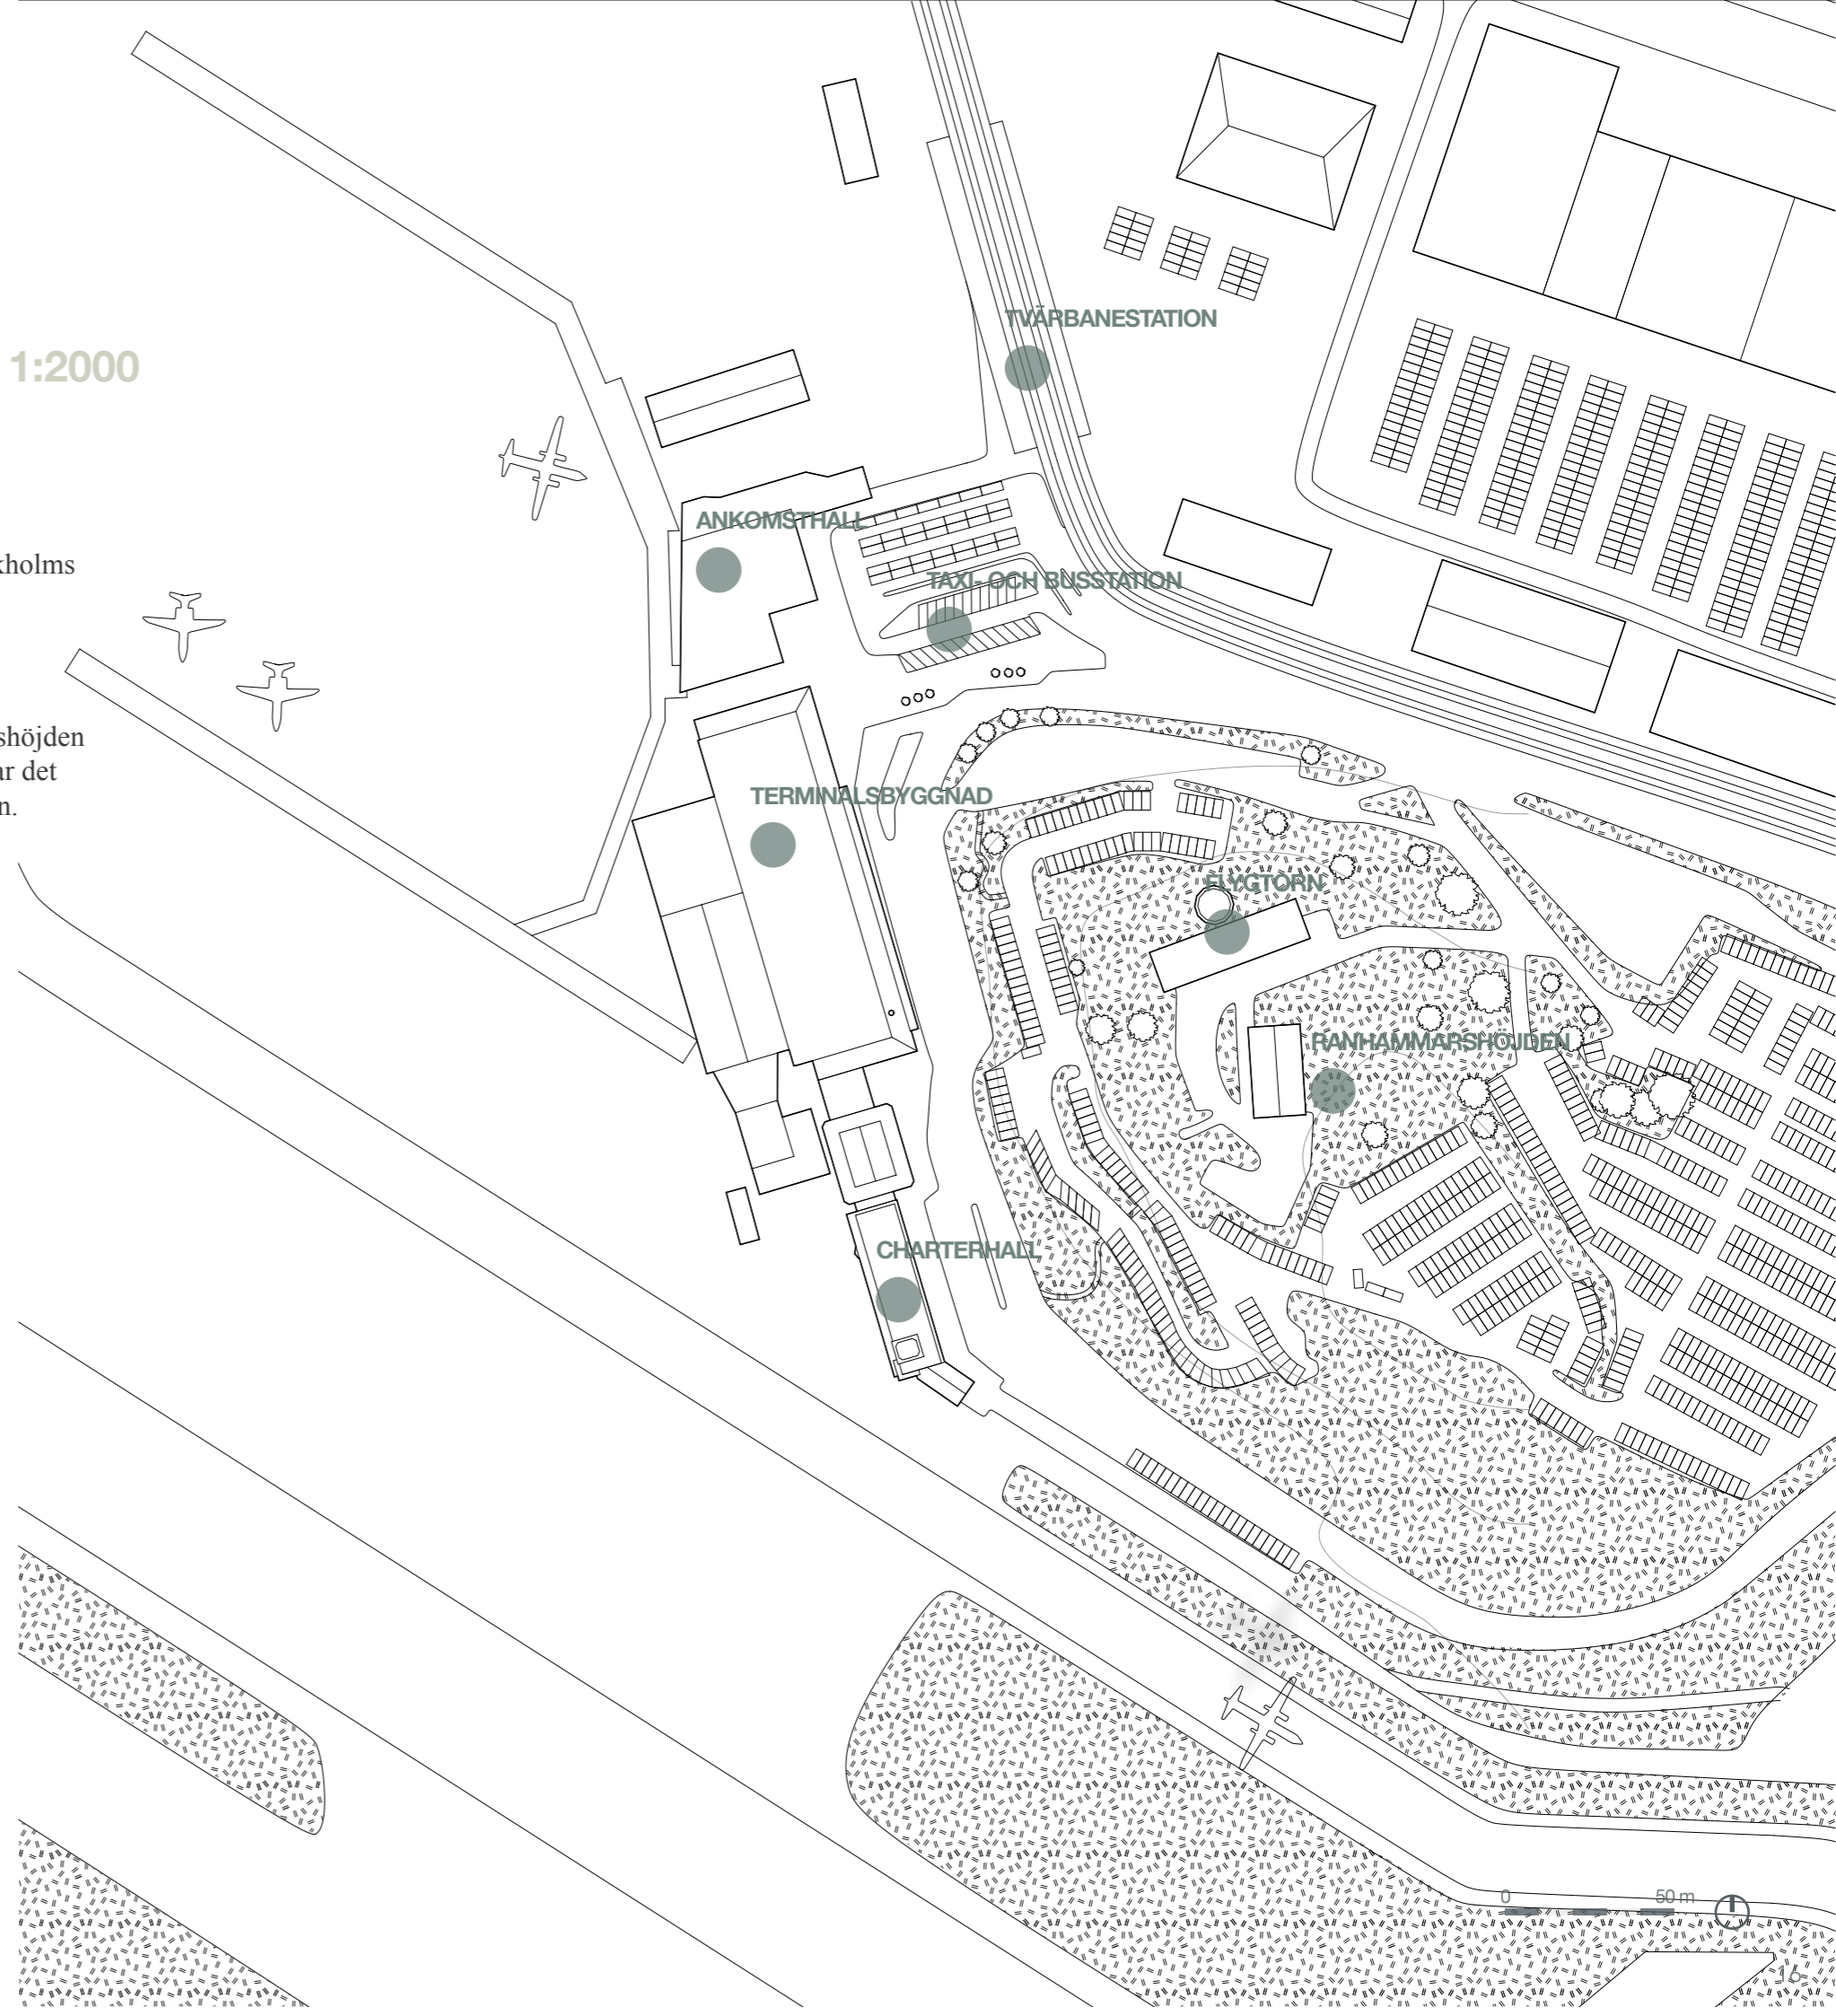 TVÄRBANESTATION
1:2000
ANKOMSTHALL
kholms
TAXI- OCH BUSSTATION
shöjden
ar det
n.
TERMINALSBYGGNAD
FLYGTORN
RANHAMMARSHÖJDEN
CHARTERHALL
0 50 m
16